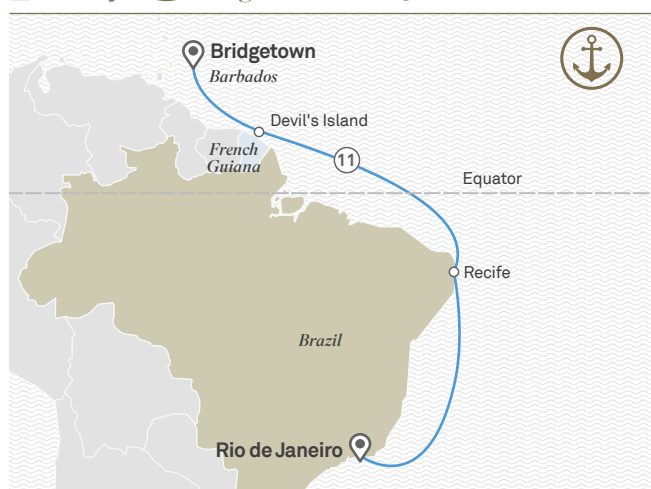 Bridgetown
Barbados
Devil's Island
French
Guiana
11
Equator
Recife
Brazil
Rio de Janeiro